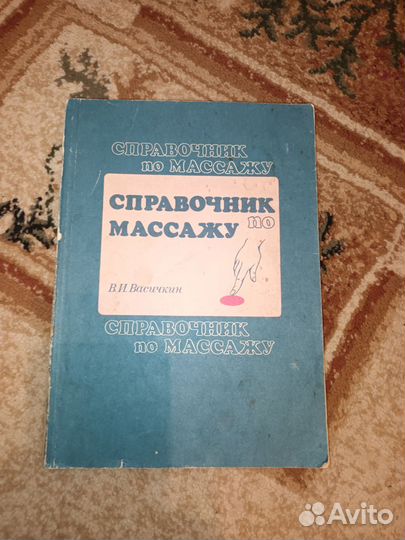 СПРАВОЧНИК
по МАССАЖУ
СПРАВОЧНИК
по
МАССАЖУ
В.И.Васичкин
СПРАВОЧНИК
по МАССАЖУ
Avito